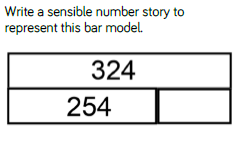 Write a sensible number story to
represent this bar model.
324
254